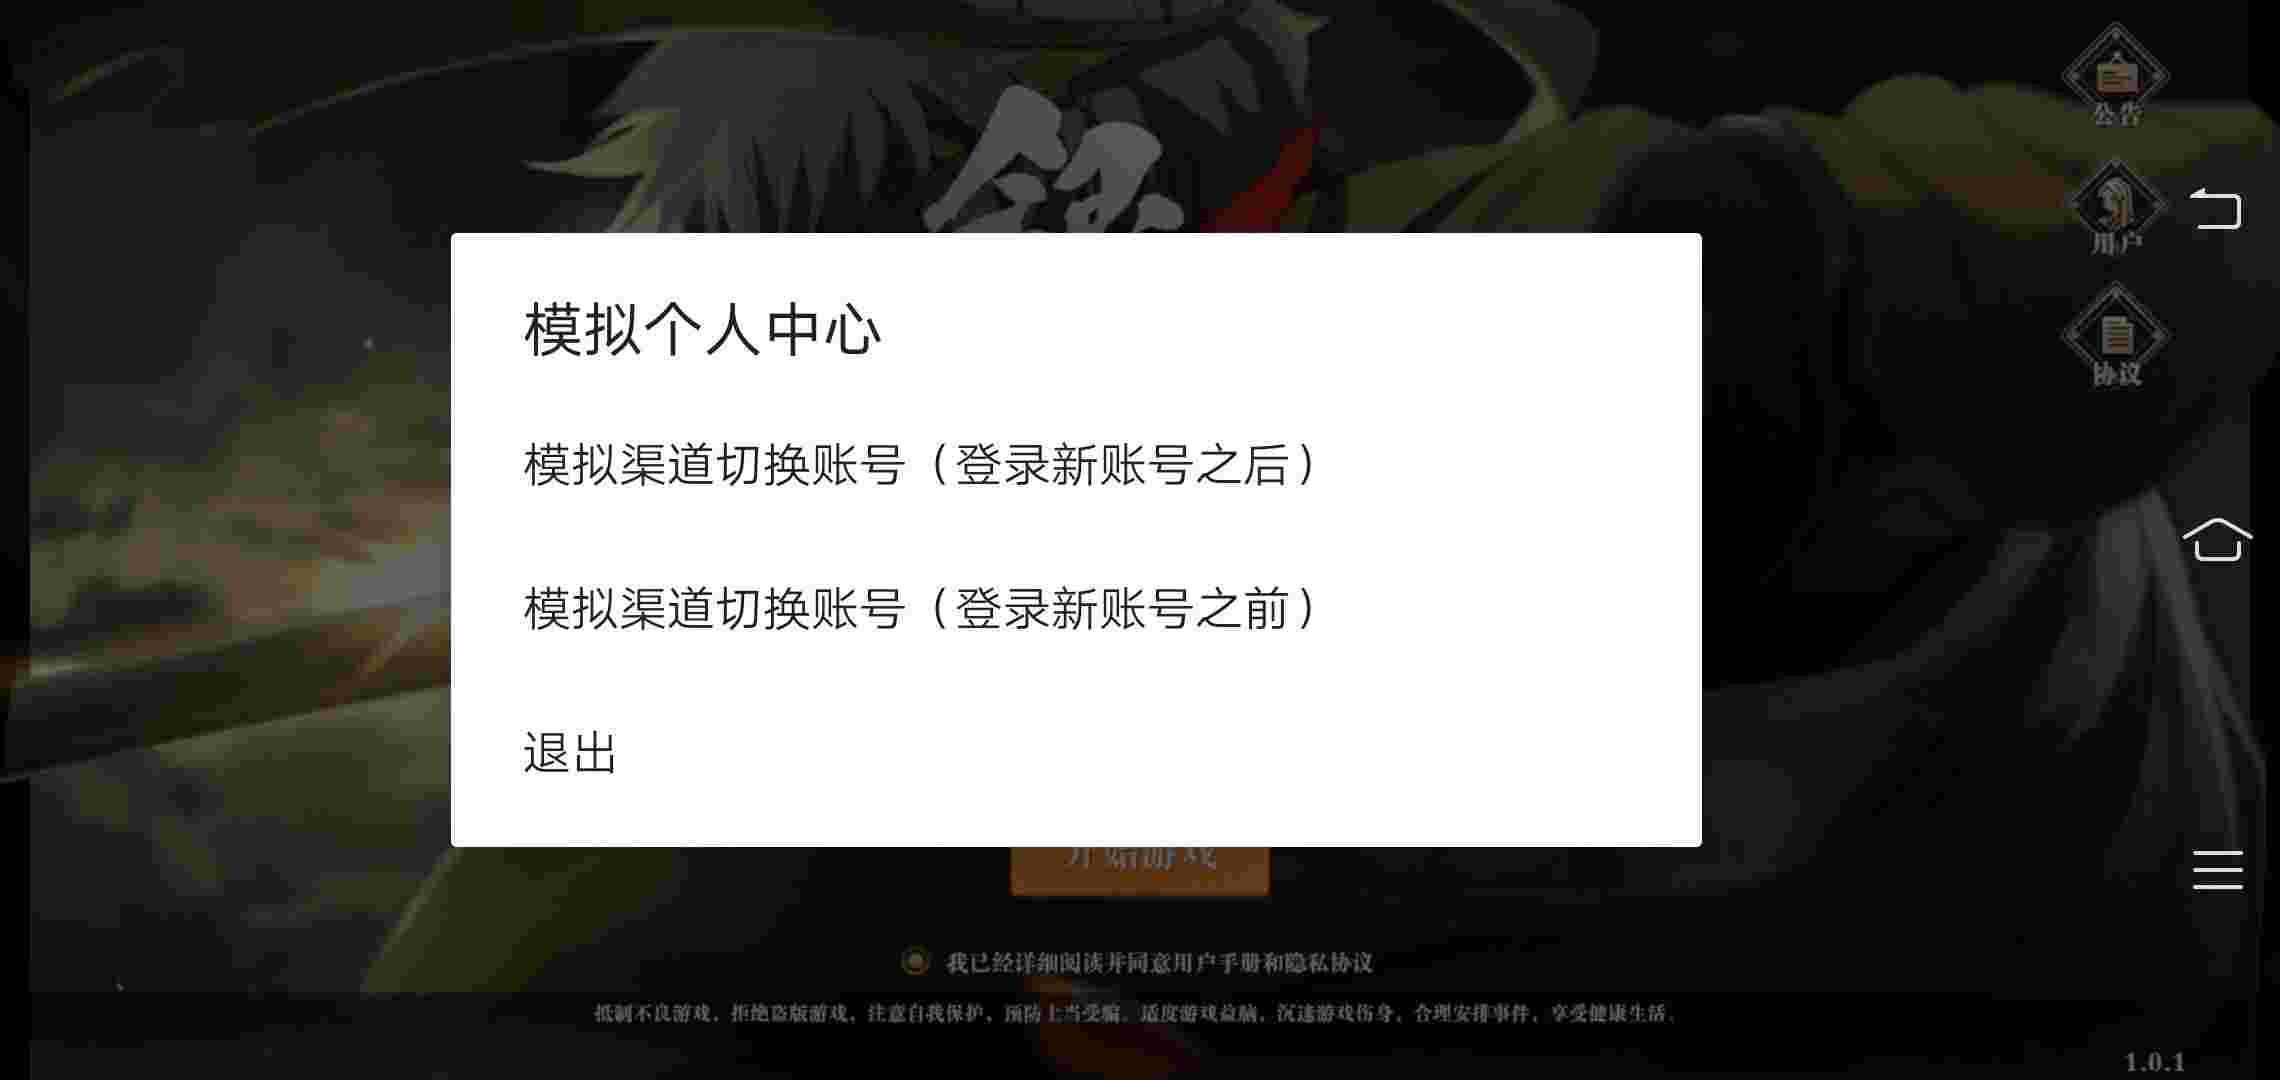 公告
用户
协议
模拟个人中心
模拟渠道切换账号（登录新账号之后）
模拟渠道切换账号（登录新账号之前）
退出
开始游戏
我已经详细阅读并同意用户手册和隐私协议
抵制不良游戏，拒绝盗版游戏，注意自我保护，预防上当受骗，适度游戏益脑，沉迷游戏伤身，合理安排事件，享受健康生活。
1.0.1